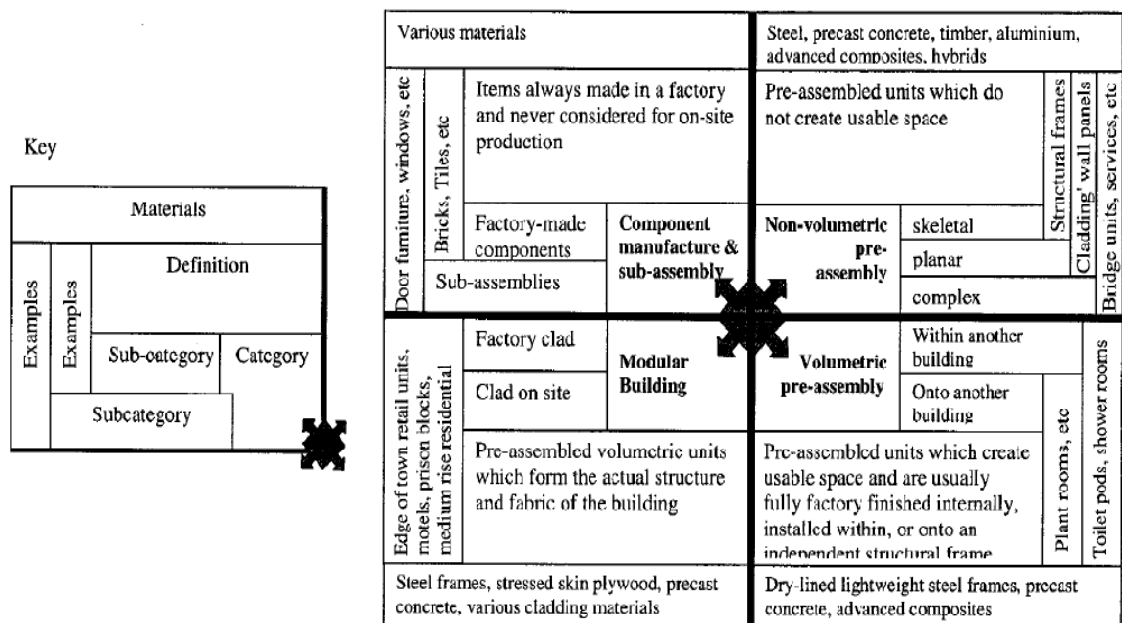 Key
Materials
Examples
Examples
Definition
Sub-category
Category
Subcategory
Various materials
Door furniture, windows, etc
Bricks, Tiles, etc
Items always made in a factory
and never considered for on-site
production
Factory-made
components
Sub-assemblies
Component
manufacture &
sub-assembly
Steel, precast concrete, timber, aluminium,
advanced composites, hybrids
Pre-assembled units which do
not create usable space
Non-volumetric
pre-
assembly
skeletal
planar
complex
Structural frames
Cladding' wall panels
Bridge units, services, etc
Edge of town retail units,
motels, prison blocks,
medium rise residential
Factory clad
Clad on site
Modular
Building
Pre-assembled volumetric units
which form the actual structure
and fabric of the building
Steel frames, stressed skin plywood, precast
concrete, various cladding materials
Volumetric
pre-assembly
Within another
building
Onto another
building
Pre-assembled units which create
usable space and are usually
fully factory finished internally,
installed within, or onto an
independent structural frame
Plant rooms, etc
Toilet pods, shower rooms
Dry-lined lightweight steel frames, precast
concrete, advanced composites